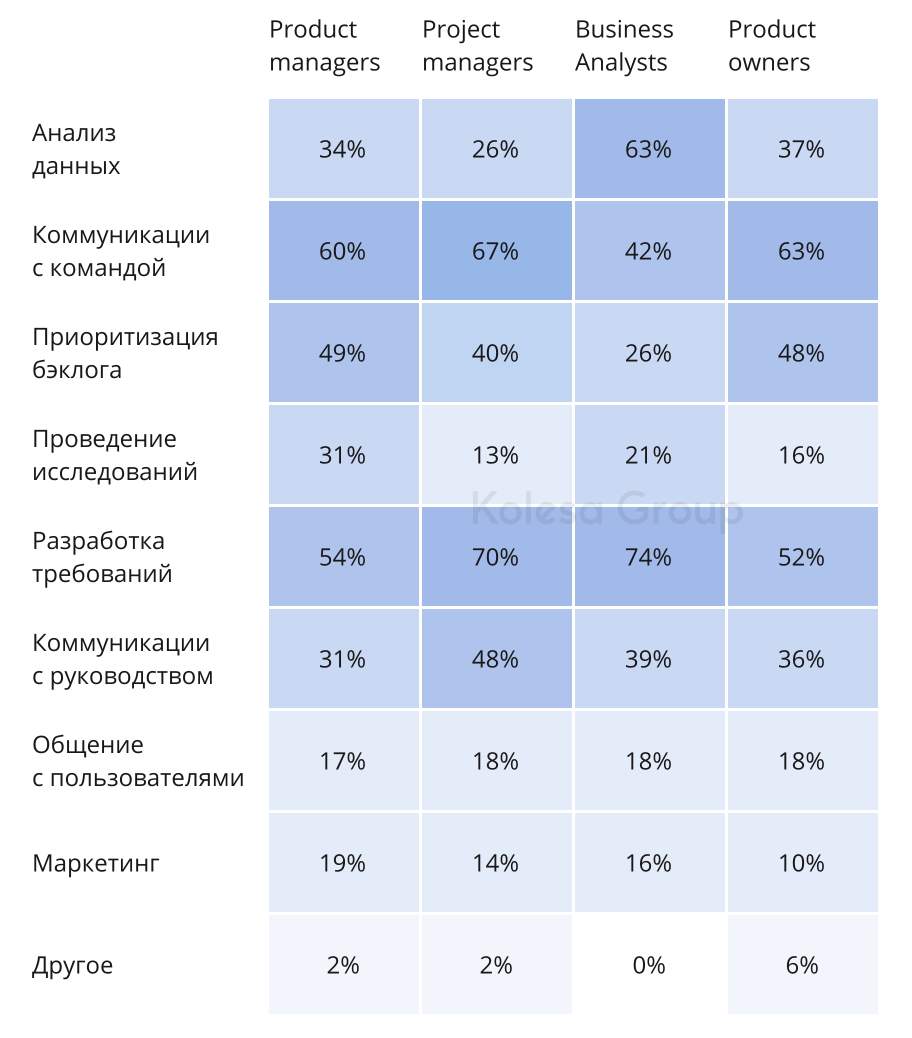 Product managers Project managers Business Analysts Product owners
Анализ данных 34% 26% 63% 37%
Коммуникации с командой 60% 67% 42% 63%
Приоритизация бэклога 49% 40% 26% 48%
Проведение исследований 31% 13% 21% 16%
Kolesa Group
Разработка требований 54% 70% 74% 52%
Коммуникации с руководством 31% 48% 39% 36%
Общение с пользователями 17% 18% 18% 18%
Маркетинг 19% 14% 16% 10%
Другое 2% 2% 0% 6%